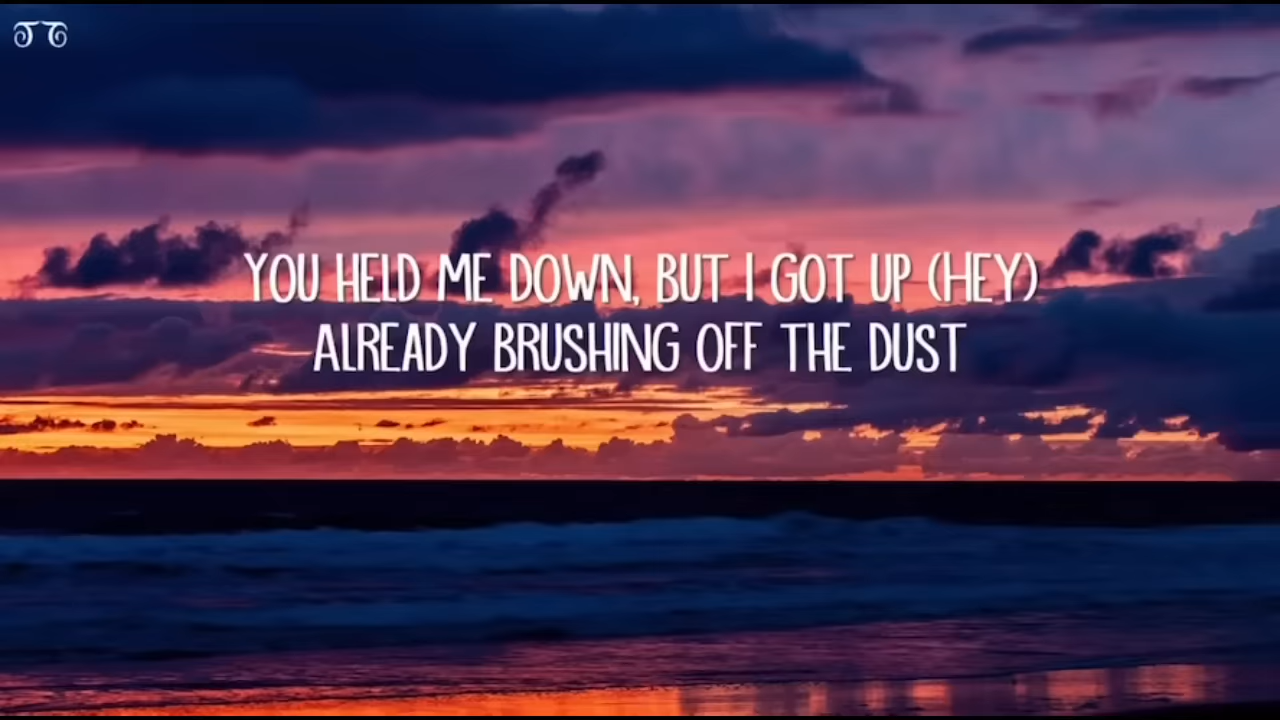 YOU HELD ME DOWN, BUT I GOT UP (HEY)
ALREADY BRUSHING OFF THE DUST